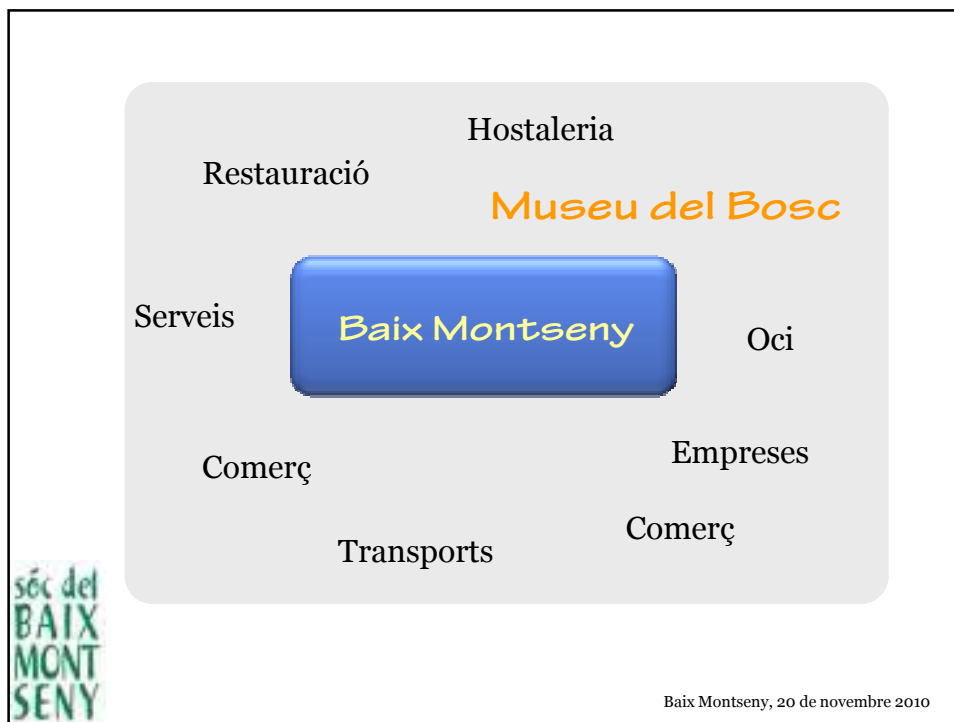 Hostaleria
Restauració
Museu del Bosc
Serveis
Baix Montseny
Oci
Empreses
Comerç
Comerç
Transports
sóc del
BAIX
MONT
SENY
Baix Montseny, 20 de novembre 2010